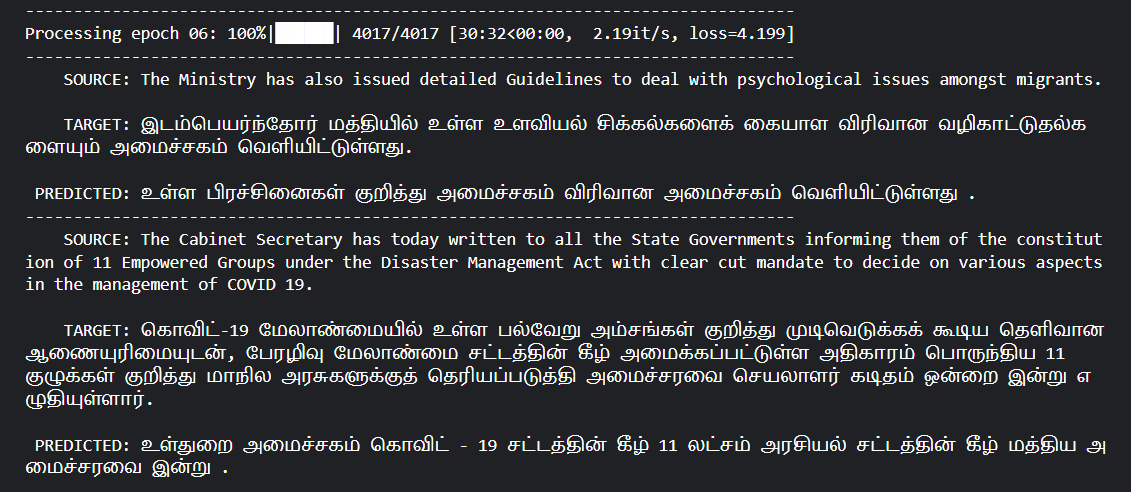 --------------------------------------------------------------------------------
Processing epoch 06: 100%|██████| 4017/4017 [30:32<00:00,  2.19it/s, loss=4.199]
--------------------------------------------------------------------------------
    SOURCE: The Ministry has also issued detailed Guidelines to deal with psychological issues amongst migrants.
    TARGET: இடம்பெயர்ந்தோர் மத்தியில் உள்ள உளவியல் சிக்கல்களைக் கையாள விரிவான வழிகாட்டுதல்க
ளையும் அமைச்சகம் வெளியிட்டுள்ளது.
 PREDICTED: உள்ள பிரச்சினைகள் குறித்து அமைச்சகம் விரிவான அமைச்சகம் வெளியிட்டுள்ளது .
--------------------------------------------------------------------------------
    SOURCE: The Cabinet Secretary has today written to all the State Governments informing them of the constitut
ion of 11 Empowered Groups under the Disaster Management Act with clear cut mandate to decide on various aspects
in the management of COVID 19.
    TARGET: கொவிட்-19 மேலாண்மையில் உள்ள பல்வேறு அம்சங்கள் குறித்து முடிவெடுக்கக் கூடிய தெளிவான
ஆணையுரிமையுடன், பேரழிவு மேலாண்மை சட்டத்தின் கீழ் அமைக்கப்பட்டுள்ள அதிகாரம் பொருந்திய 11
குழுக்கள் குறித்து மாநில அரசுகளுக்குத் தெரியப்படுத்தி அமைச்சரவை செயலாளர் கடிதம் ஒன்றை இன்று எ
ழுதியுள்ளார்.
 PREDICTED: உள்துறை அமைச்சகம் கொவிட் - 19 சட்டத்தின் கீழ் 11 லட்சம் அரசியல் சட்டத்தின் கீழ் மத்திய அ
மைச்சரவை இன்று .